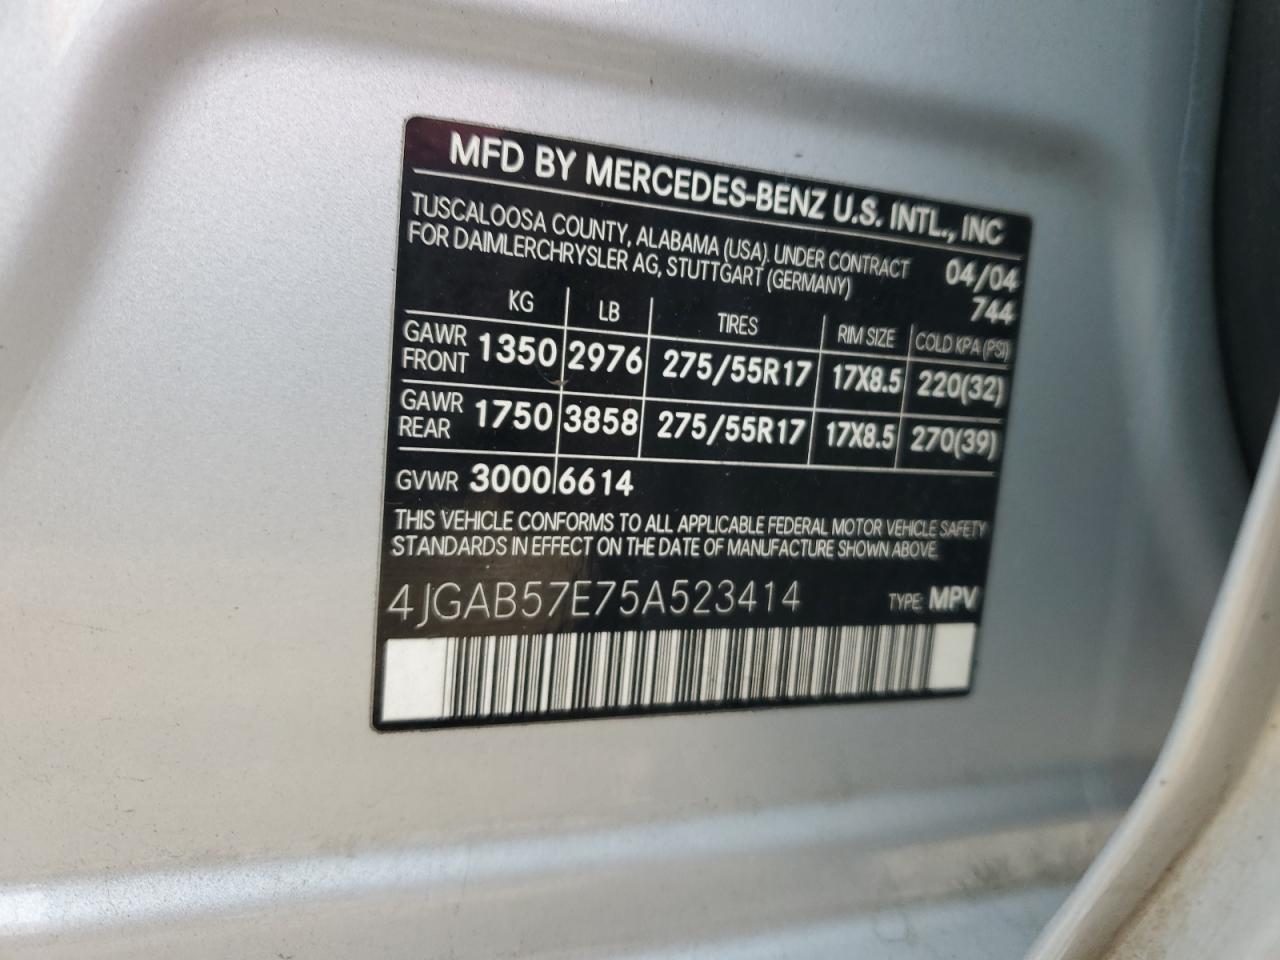 MFD BY MERCEDES-BENZ U.S. INTL., INC
TUSCALOOSA COUNTY, ALABAMA (USA). UNDER CONTRACT
FOR DAIMLERCHRYSLER AG, STUTTGART (GERMANY)
04/04
744
KG LB TIRES RIM SIZE COLD KPA (PSI)
GAWR FRONT 1350 2976 275/55R17 17X8.5 220(32)
GAWR REAR 1750 3858 275/55R17 17X8.5 270(39)
GVWR 3000 6614
THIS VEHICLE CONFORMS TO ALL APPLICABLE FEDERAL MOTOR VEHICLE SAFETY
STANDARDS IN EFFECT ON THE DATE OF MANUFACTURE SHOWN ABOVE.
4JGAB57E75A523414 TYPE: MPV